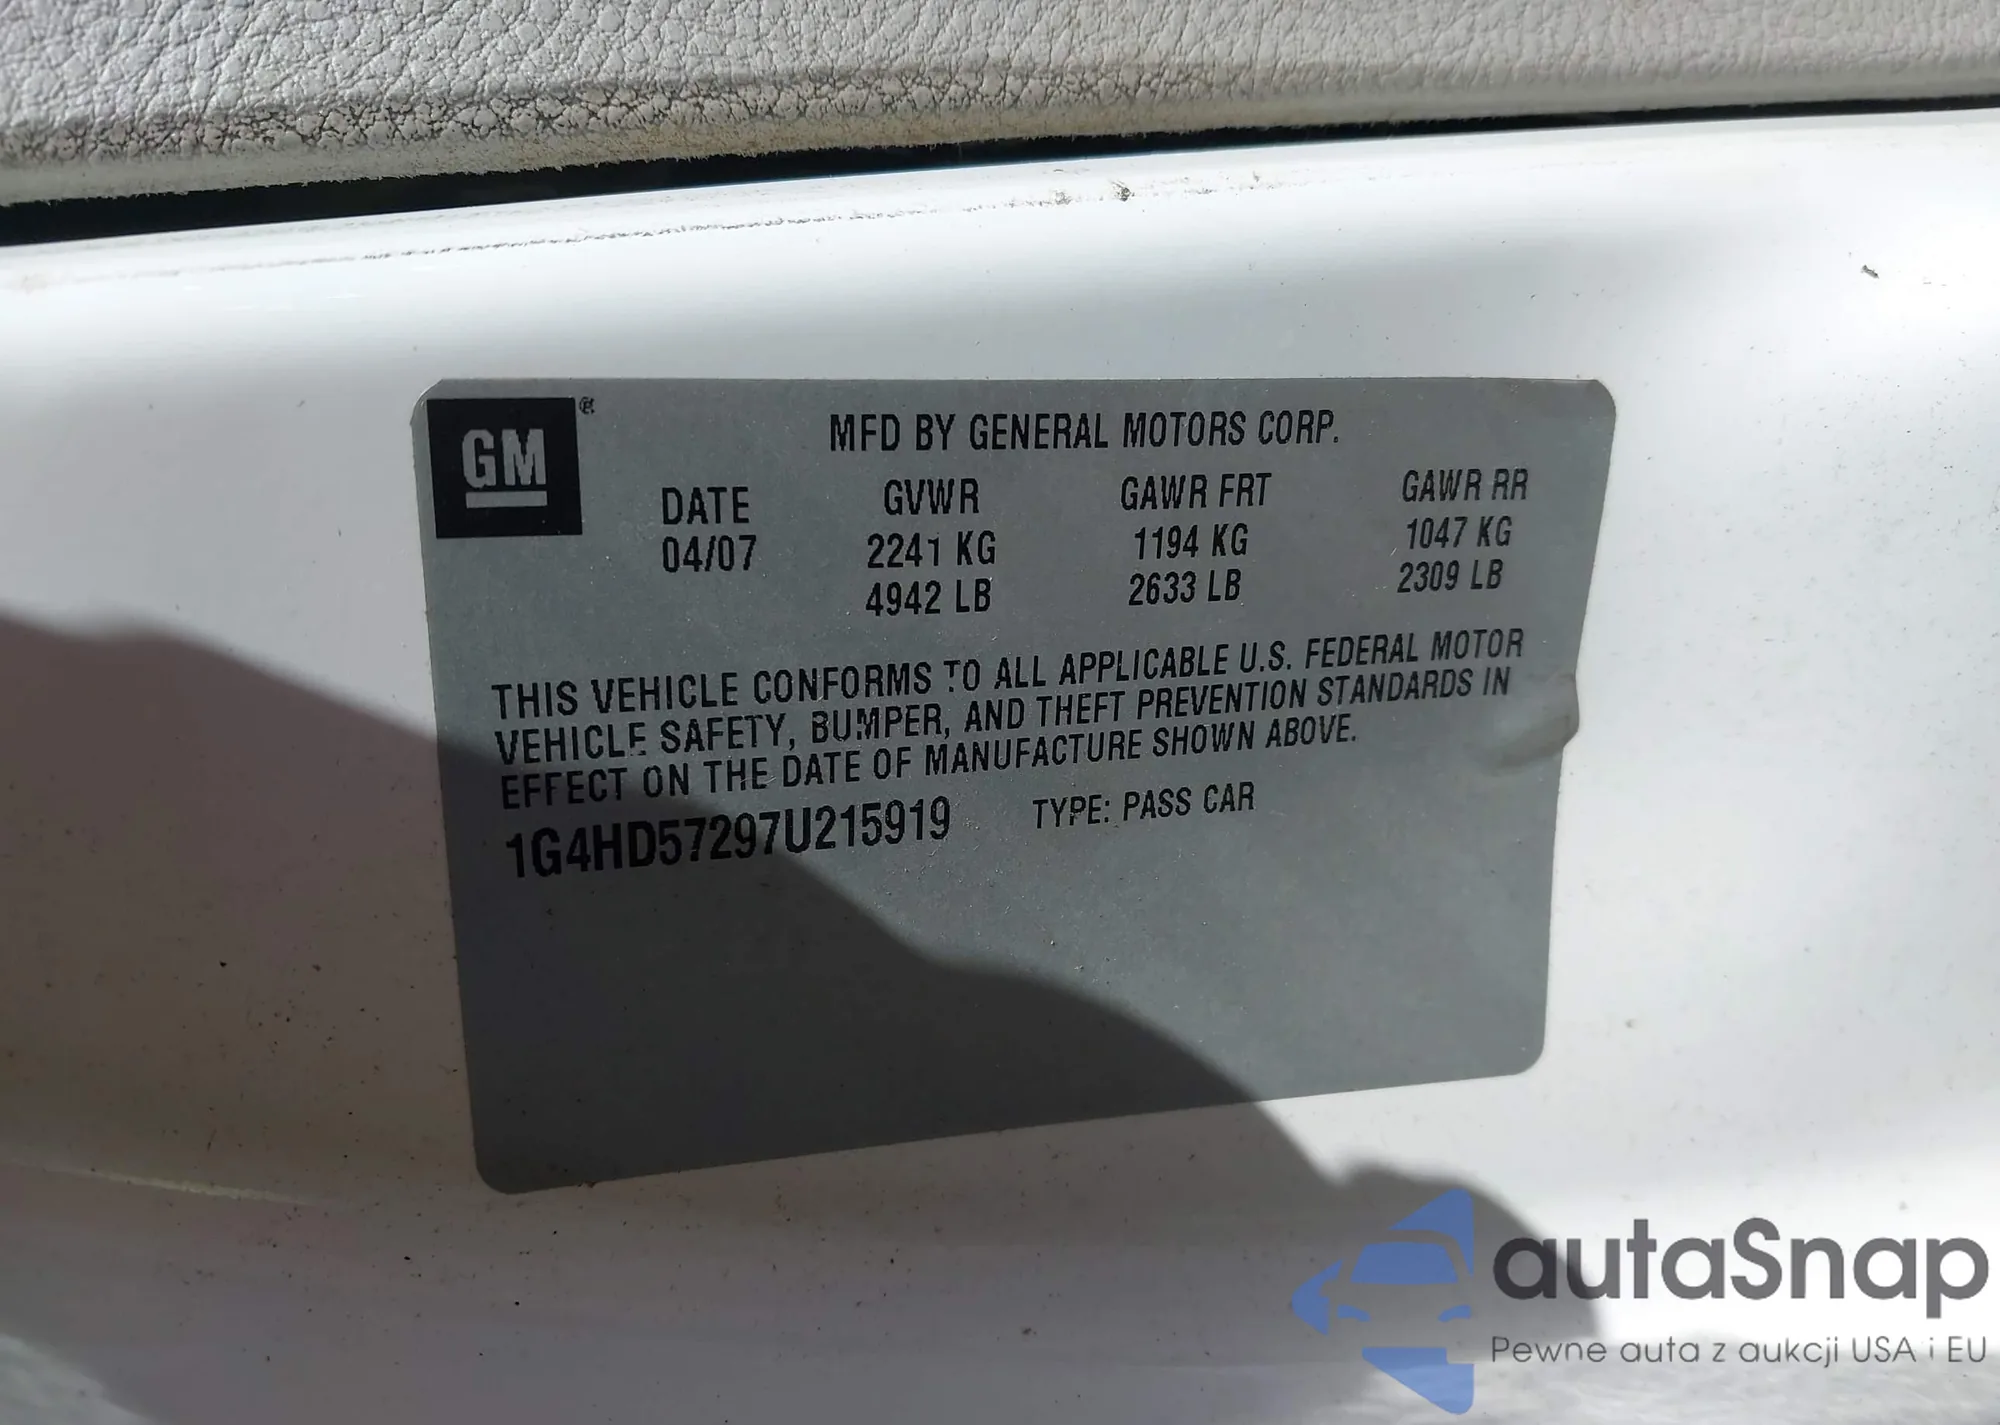 GM®
MFD BY GENERAL MOTORS CORP.
DATE GVWR GAWR FRT GAWR RR
04/07 2241 KG 1194 KG 1047 KG
4942 LB 2633 LB 2309 LB
THIS VEHICLE CONFORMS TO ALL APPLICABLE U.S. FEDERAL MOTOR
VEHICLE SAFETY, BUMPER, AND THEFT PREVENTION STANDARDS IN
EFFECT ON THE DATE OF MANUFACTURE SHOWN ABOVE.
1G4HD57297U215919 TYPE: PASS CAR
autaSnap
Pewne auta z aukcji USA i EU